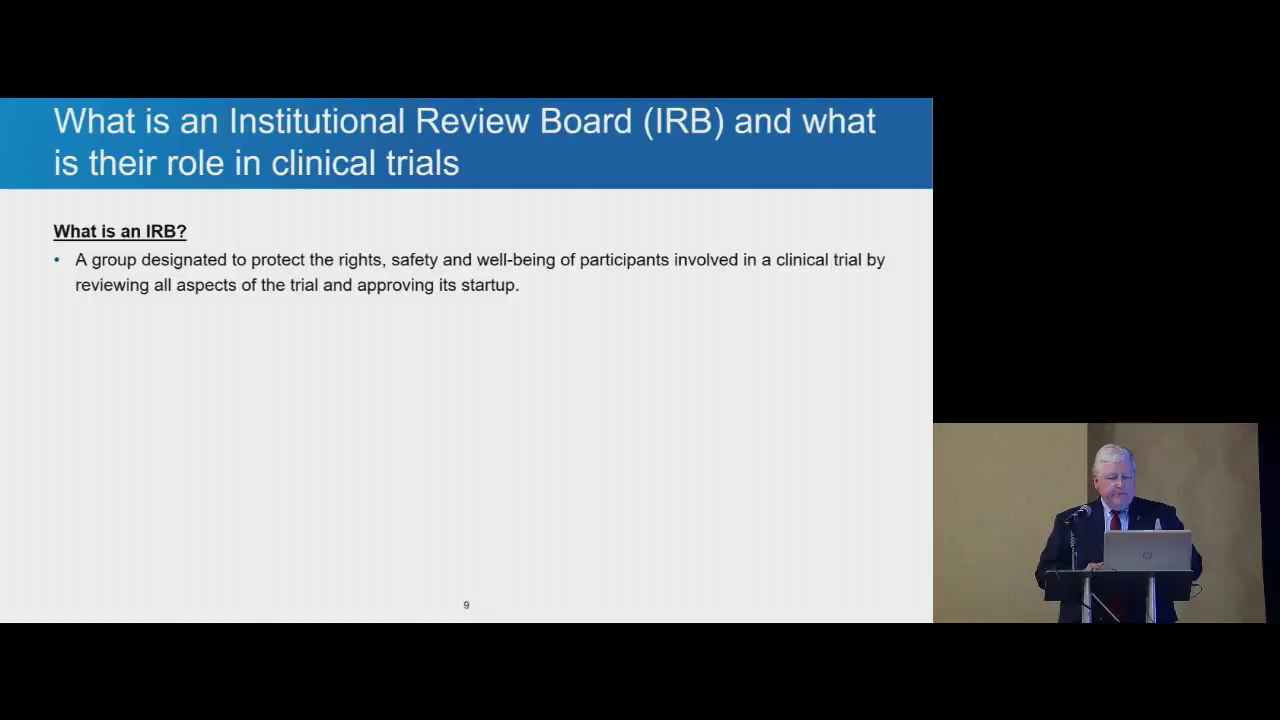 What is an Institutional Review Board (IRB) and what
is their role in clinical trials
What is an IRB?
• A group designated to protect the rights, safety and well-being of participants involved in a clinical trial by
reviewing all aspects of the trial and approving its startup.
9